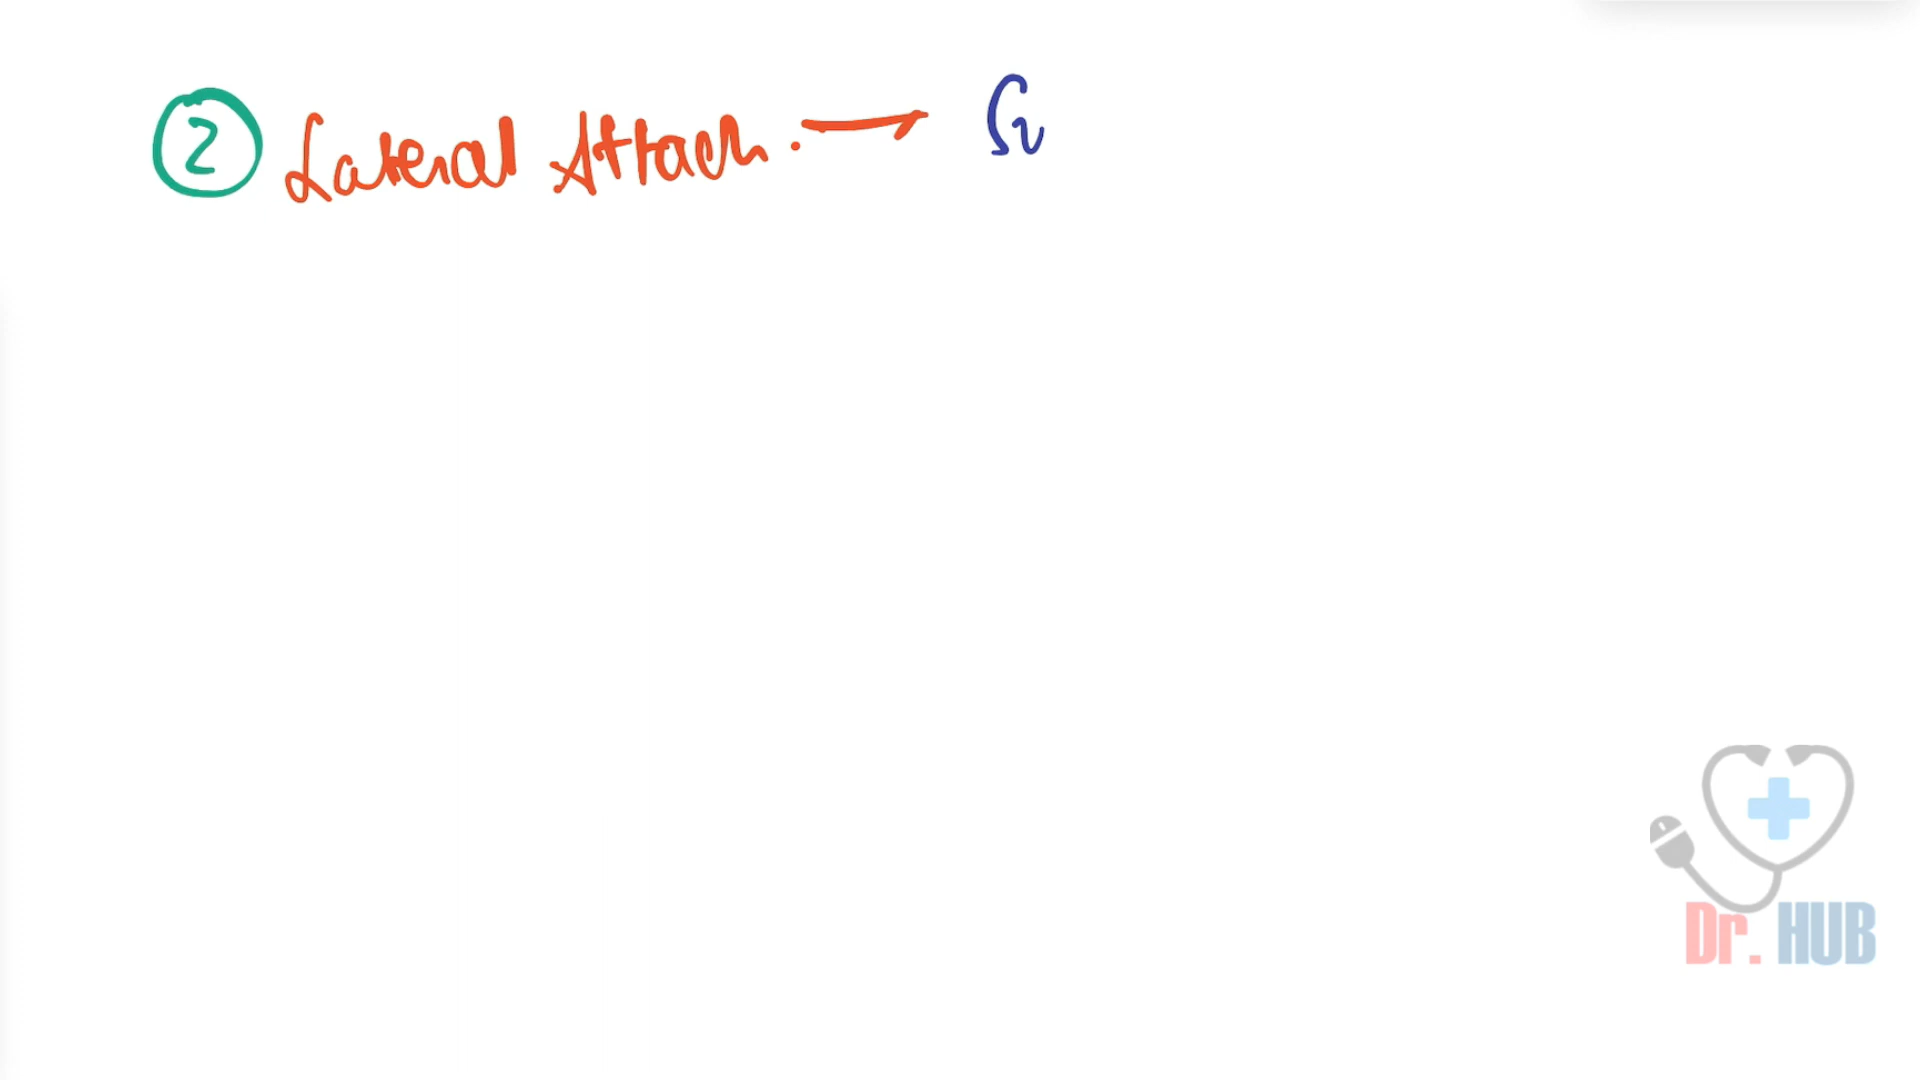 ② Lateral Attach. →
Dr. HUB